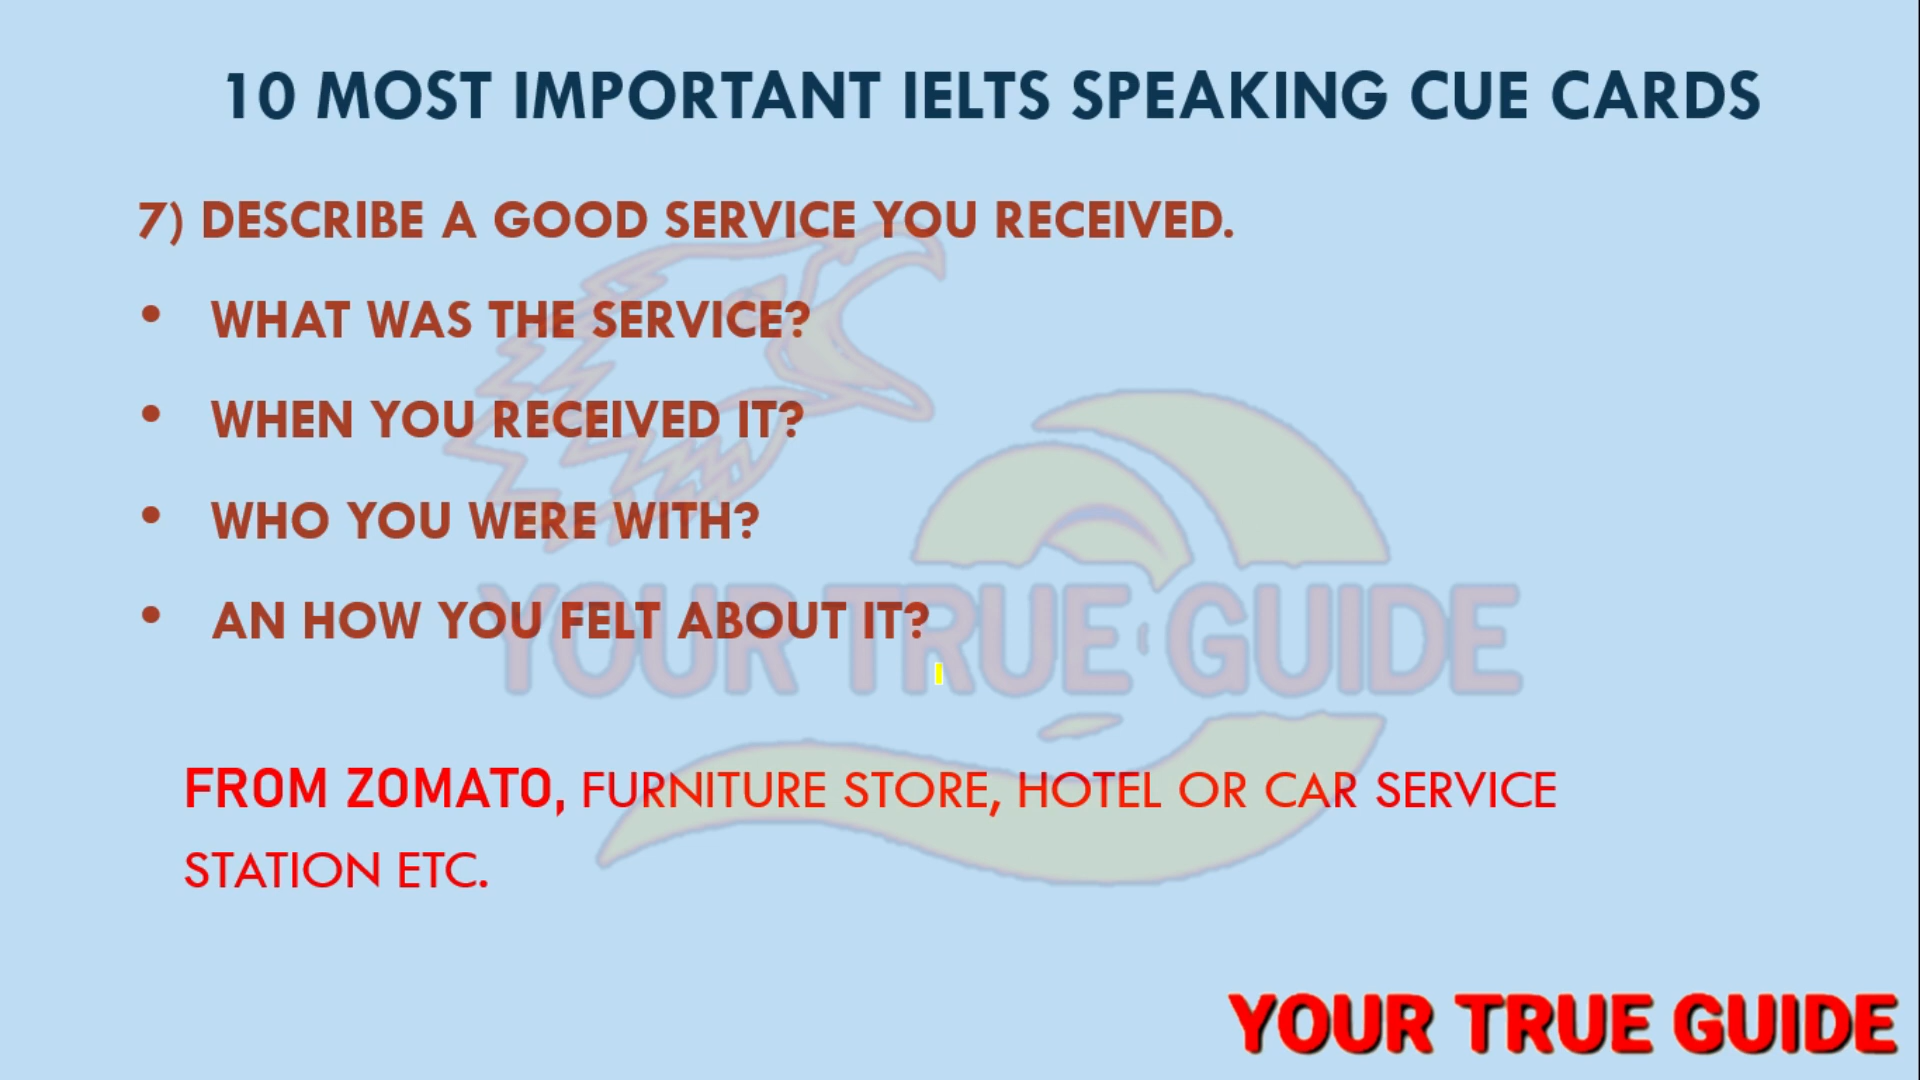 10 MOST IMPORTANT IELTS SPEAKING CUE CARDS
7) DESCRIBE A GOOD SERVICE YOU RECEIVED.
• WHAT WAS THE SERVICE?
• WHEN YOU RECEIVED IT?
• WHO YOU WERE WITH?
• AN HOW YOU FELT ABOUT IT?
YOUR TRUE GUIDE
FROM ZOMATO, FURNITURE STORE, HOTEL OR CAR SERVICE
STATION ETC.
YOUR TRUE GUIDE